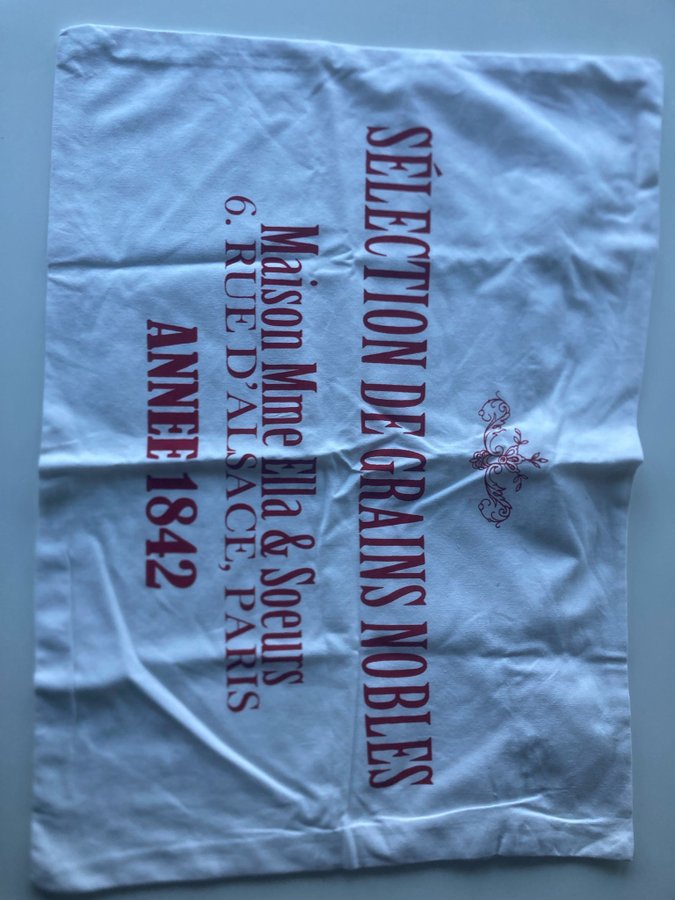 SÉLECTION DE GRAINS NOBLES
Maison Mme Ella & Soeurs
6. RUE D'ALSACE, PARIS
ANNEE 1842